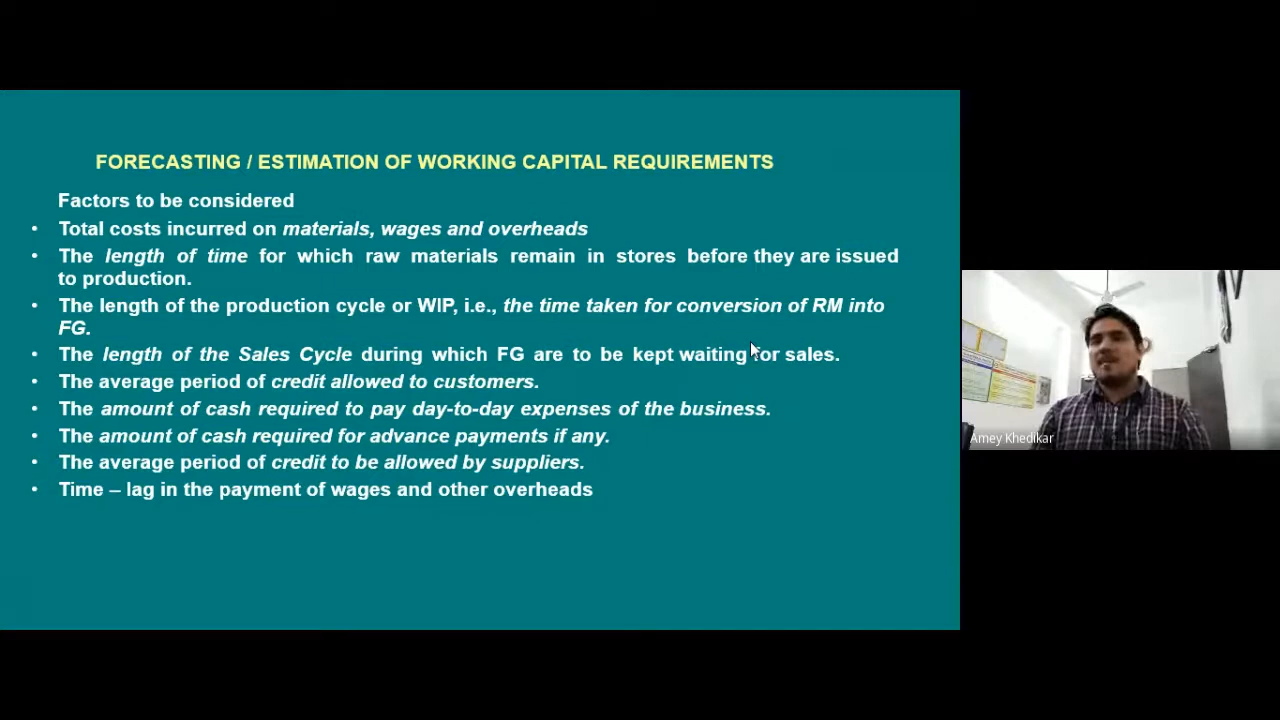 FORECASTING / ESTIMATION OF WORKING CAPITAL REQUIREMENTS
Factors to be considered
• Total costs incurred on materials, wages and overheads
• The length of time for which raw materials remain in stores before they are issued
to production.
• The length of the production cycle or WIP, i.e., the time taken for conversion of RM into
FG.
• The length of the Sales Cycle during which FG are to be kept waiting for sales.
• The average period of credit allowed to customers.
• The amount of cash required to pay day-to-day expenses of the business.
• The amount of cash required for advance payments if any.
• The average period of credit to be allowed by suppliers.
• Time – lag in the payment of wages and other overheads
Amey Khedikar